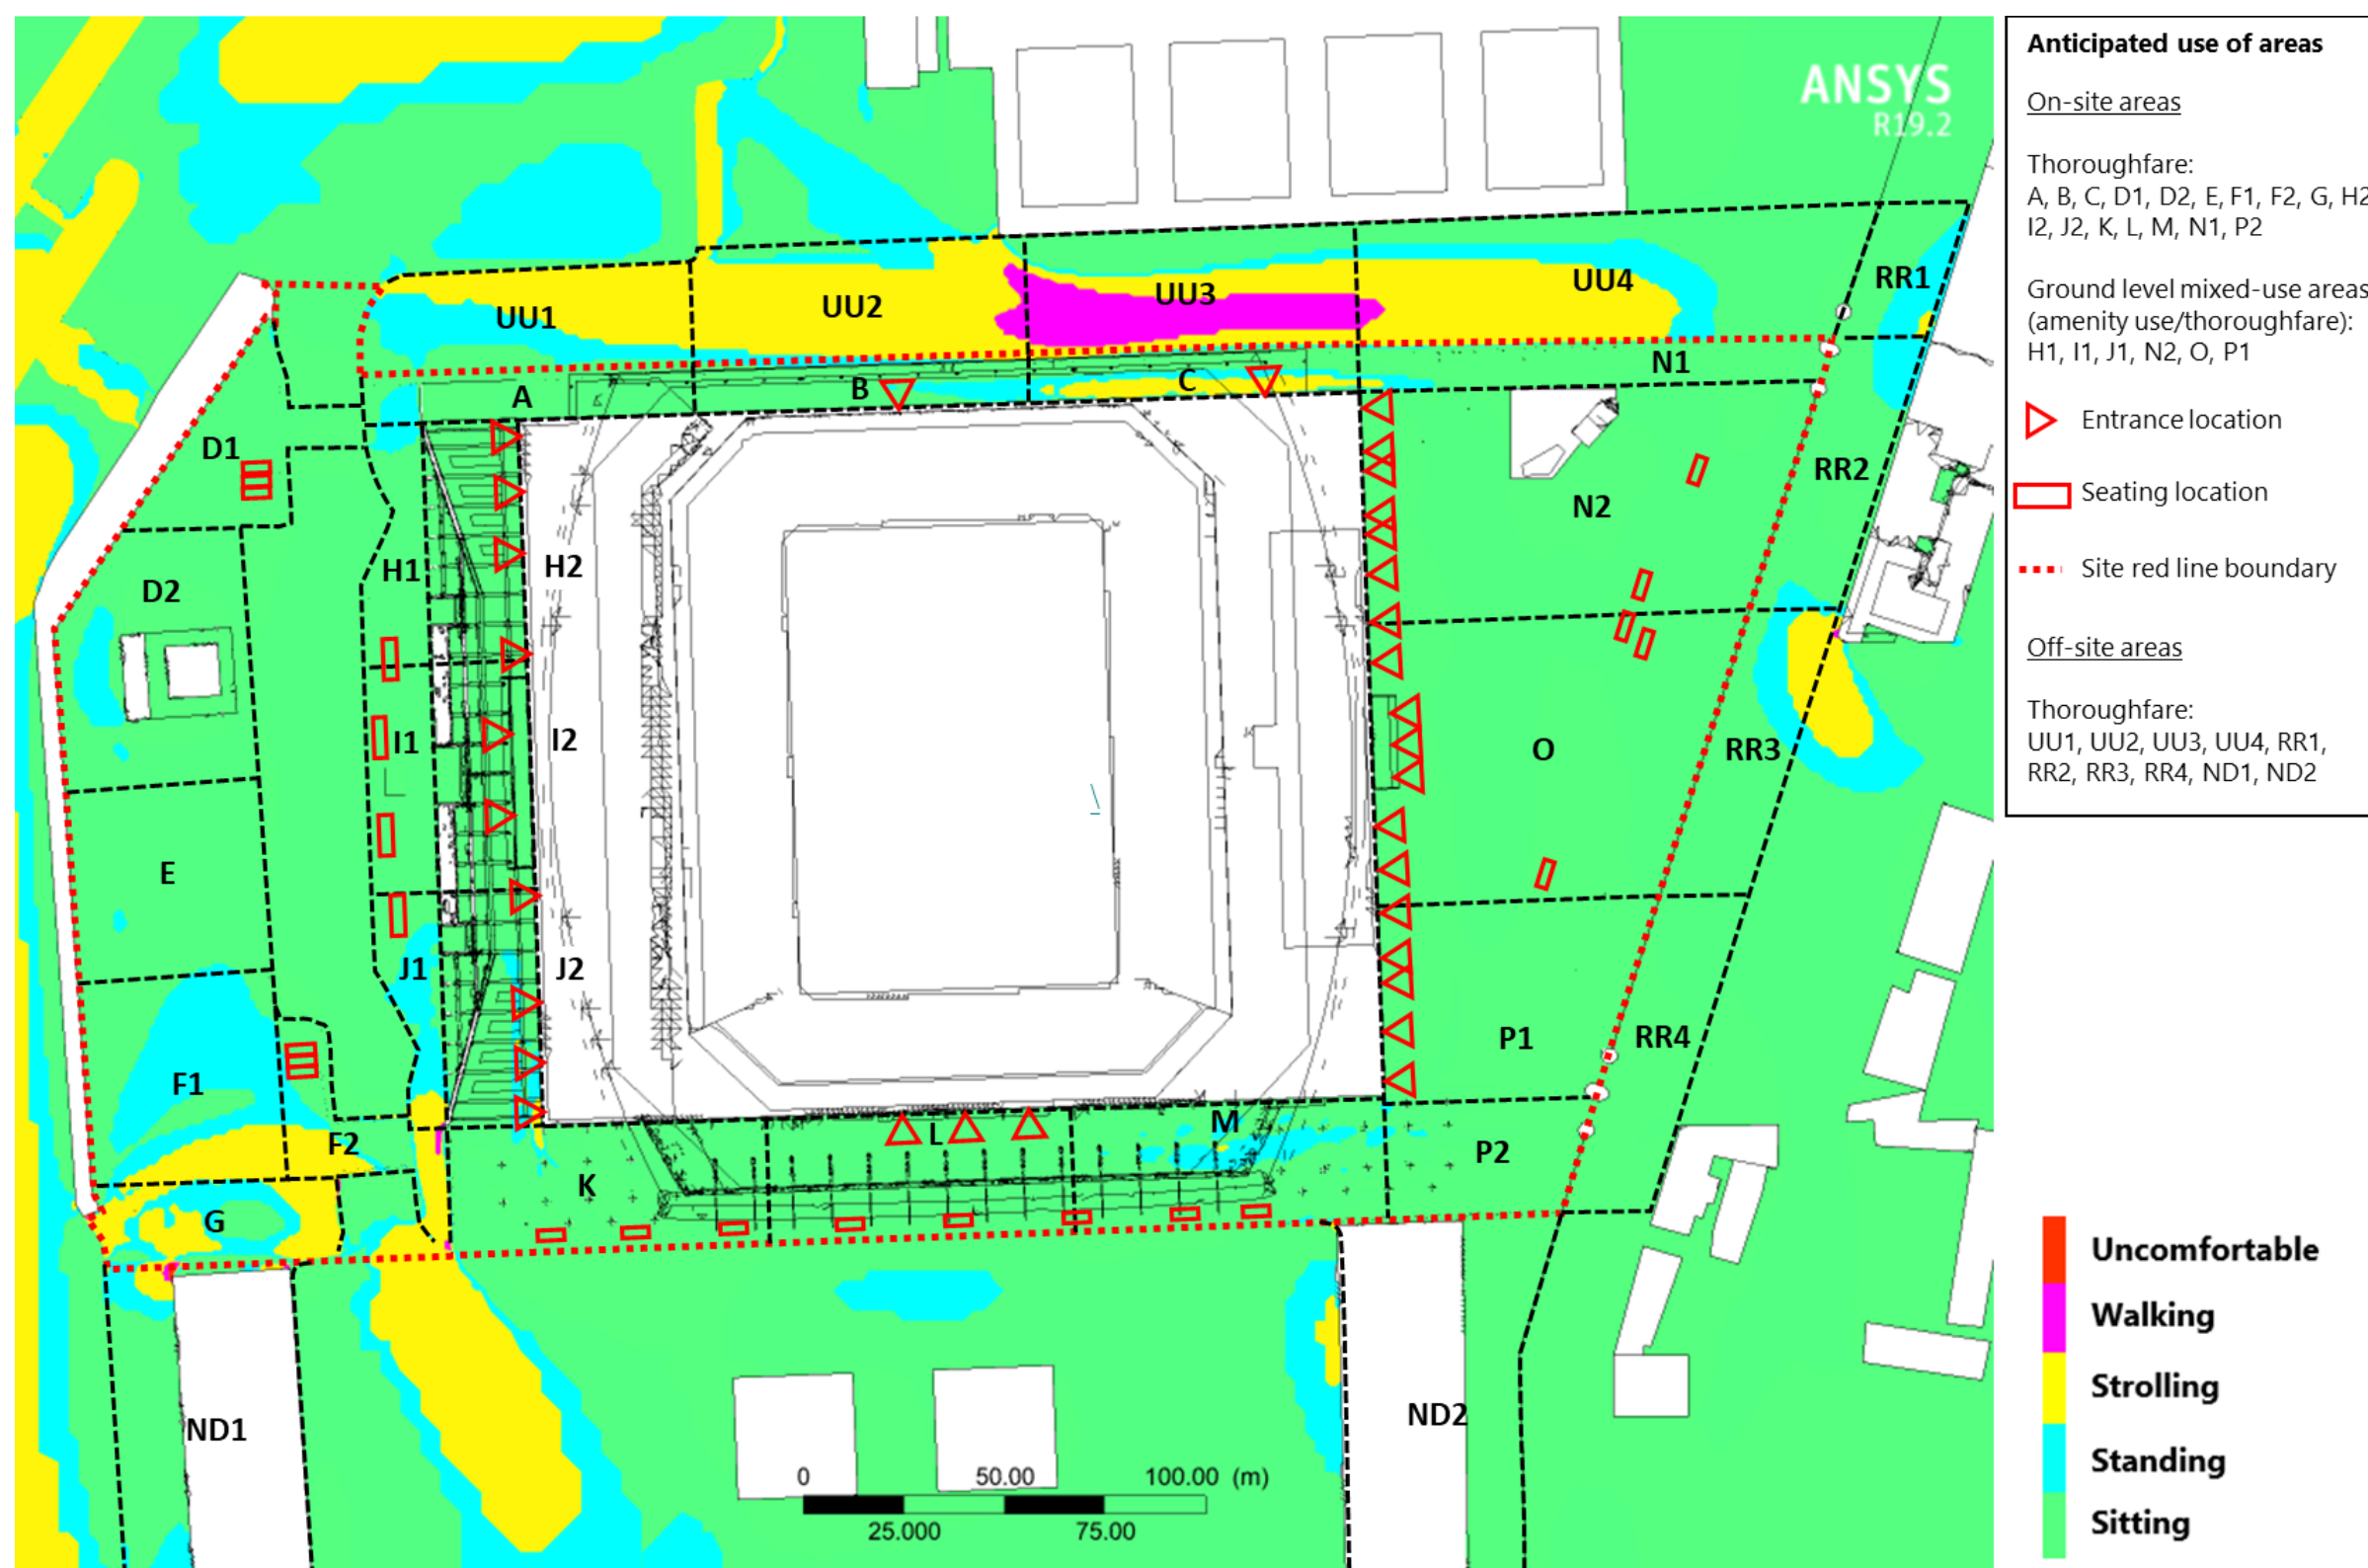 ANSYS
R19.2
UU1
UU2
UU3
UU4
RR1
A
B
C
N1
D1
RR2
N2
H1
H2
D2
I1
I2
O
RR3
E
J1
J2
P1
RR4
F1
F2
L
M
P2
K
G
ND1
ND2
0 50.00 100.00 (m)
25.000 75.00
Anticipated use of areas
On-site areas
Thoroughfare:
A, B, C, D1, D2, E, F1, F2, G, H2
I2, J2, K, L, M, N1, P2
Ground level mixed-use areas
(amenity use/thoroughfare):
H1, I1, J1, N2, O, P1
Entrance location
Seating location
Site red line boundary
Off-site areas
Thoroughfare:
UU1, UU2, UU3, UU4, RR1,
RR2, RR3, RR4, ND1, ND2
Uncomfortable
Walking
Strolling
Standing
Sitting